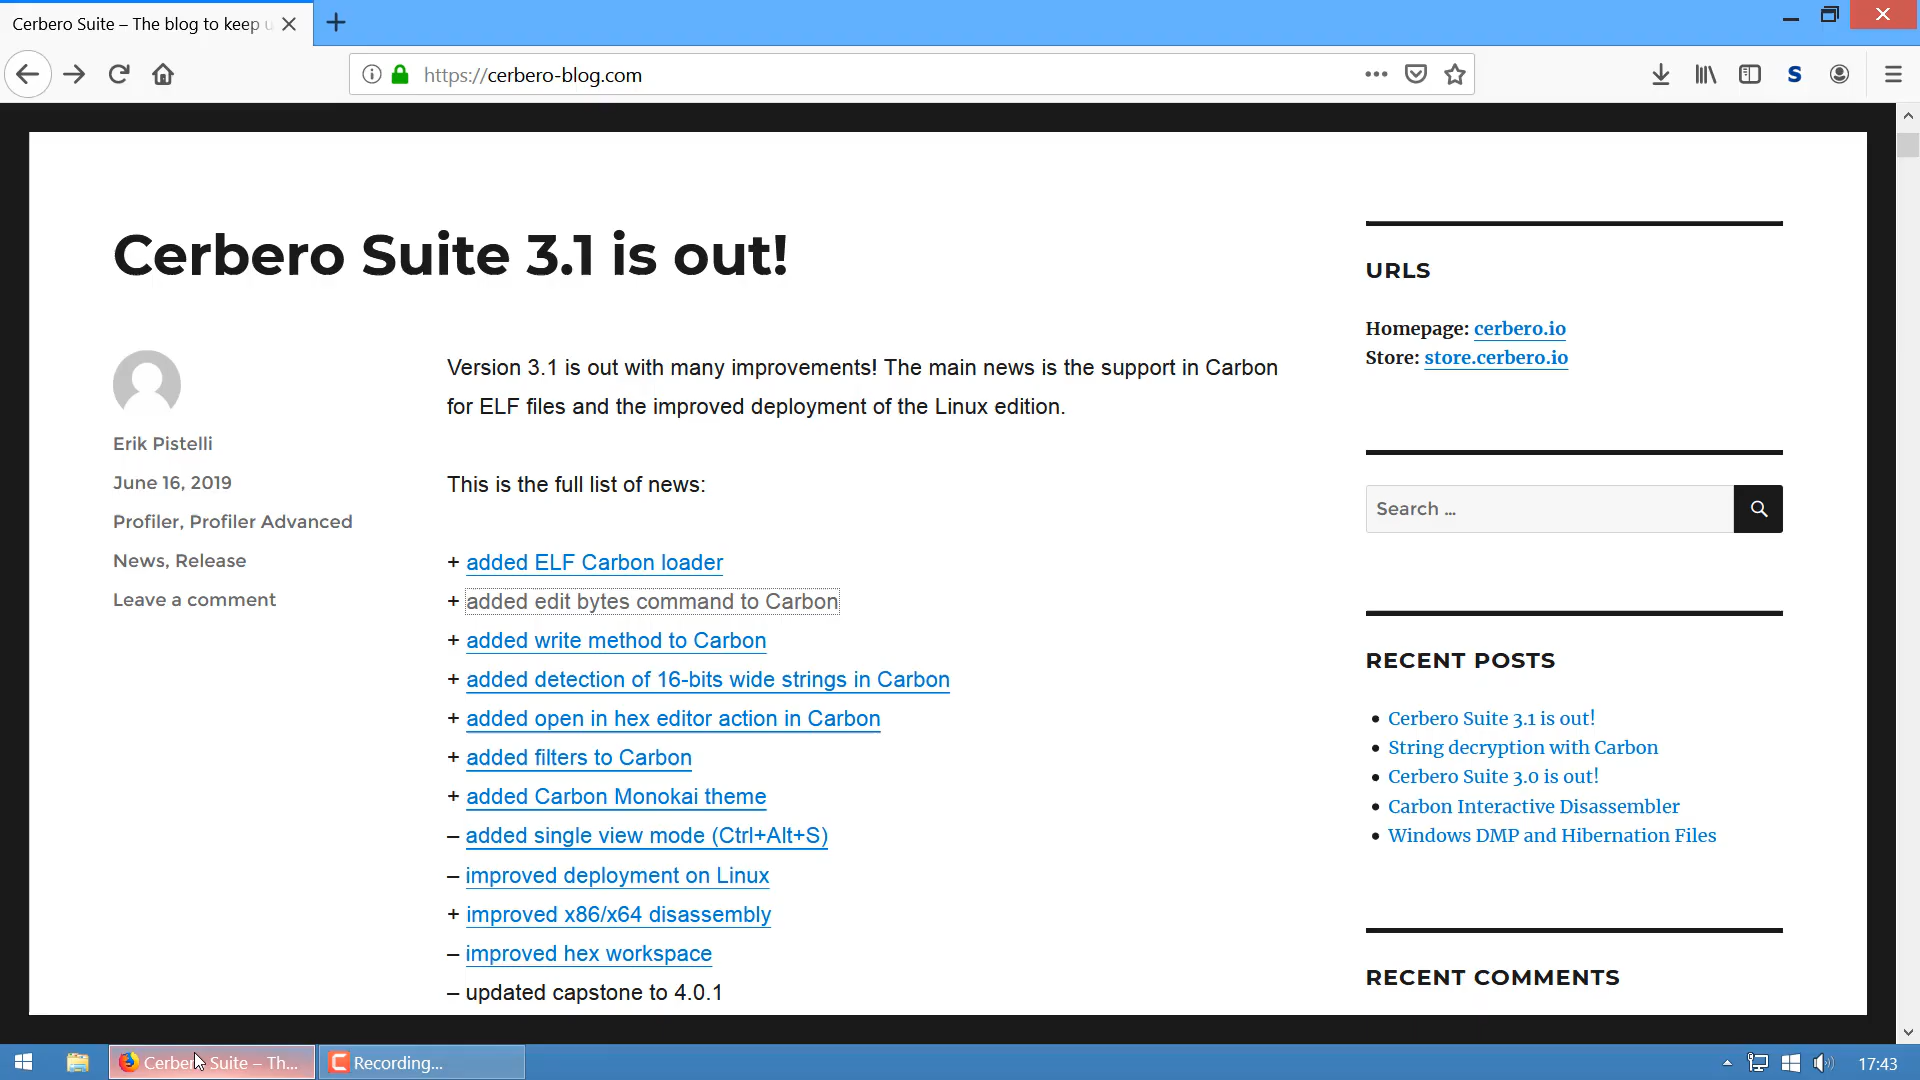 Cerbero Suite – The blog to keep u
https://cerbero-blog.com
S
Cerbero Suite 3.1 is out!
Erik Pistelli
June 16, 2019
Profiler, Profiler Advanced
News, Release
Leave a comment
Version 3.1 is out with many improvements! The main news is the support in Carbon
for ELF files and the improved deployment of the Linux edition.
This is the full list of news:
+ added ELF Carbon loader
+ added edit bytes command to Carbon
+ added write method to Carbon
+ added detection of 16-bits wide strings in Carbon
+ added open in hex editor action in Carbon
+ added filters to Carbon
+ added Carbon Monokai theme
– added single view mode (Ctrl+Alt+S)
– improved deployment on Linux
+ improved x86/x64 disassembly
– improved hex workspace
– updated capstone to 4.0.1
URLS
Homepage: cerbero.io
Store: store.cerbero.io
Search …
RECENT POSTS
Cerbero Suite 3.1 is out!
String decryption with Carbon
Cerbero Suite 3.0 is out!
Carbon Interactive Disassembler
Windows DMP and Hibernation Files
RECENT COMMENTS
Cerbero Suite – Th...
Recording...
17:43